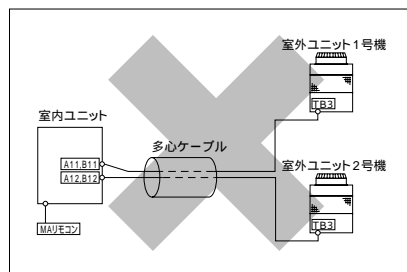 室外ユニット1号機
TB3
室内ユニット
多心ケーブル
A11,B11
A12,B12
室外ユニット2号機
TB3
MAリモコン